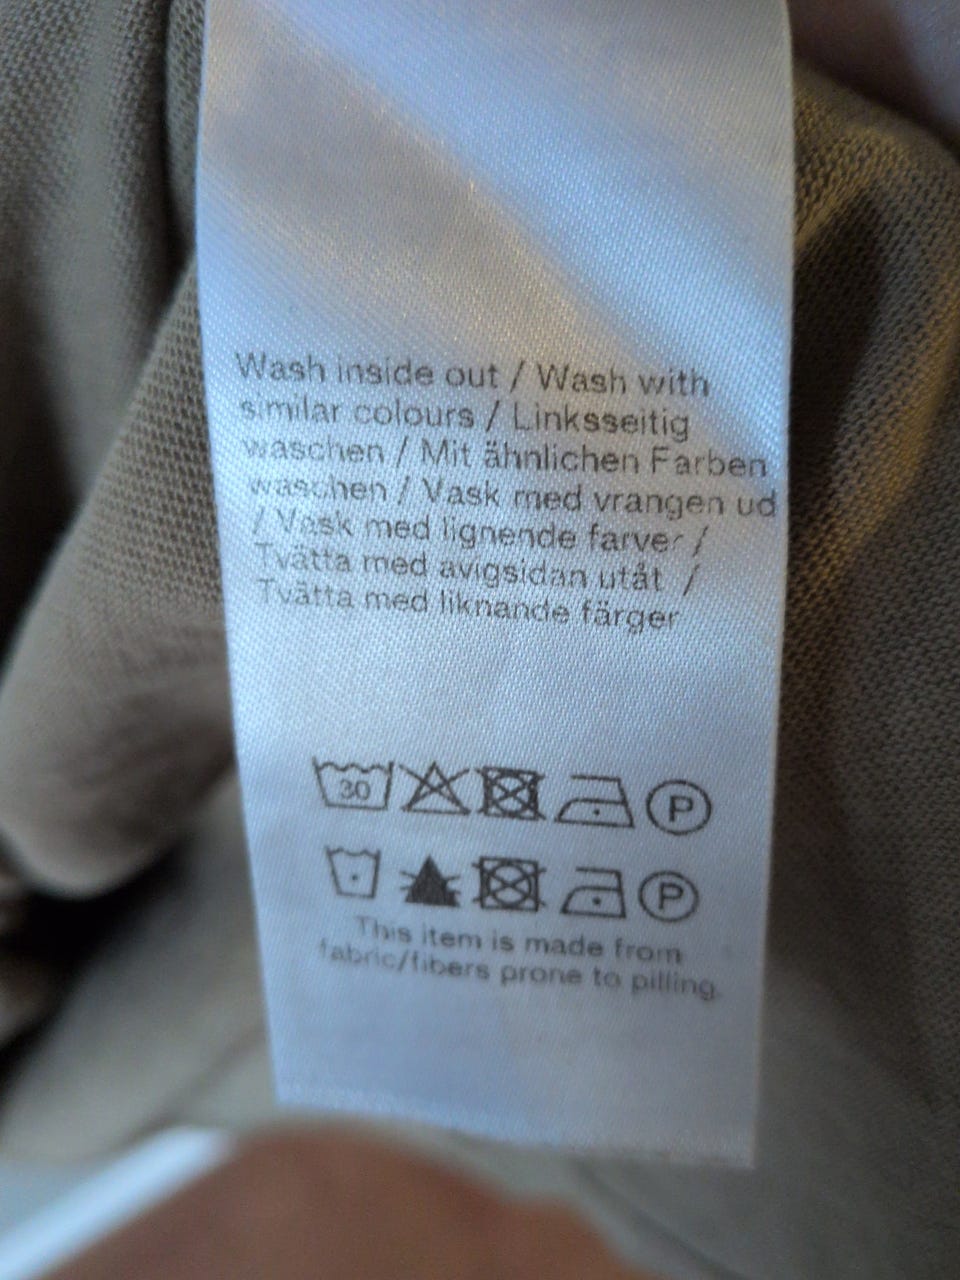 Wash inside out / Wash with
similar colours / Linksseitig
waschen / Mit ähnlichen Farben
waschen / Vask med vrangen ud
/ Vask med lignende farver /
Tvätta med avigsidan utåt /
Tvätta med liknande färger
30 P
P
This item is made from
fabric/fibers prone to pilling.